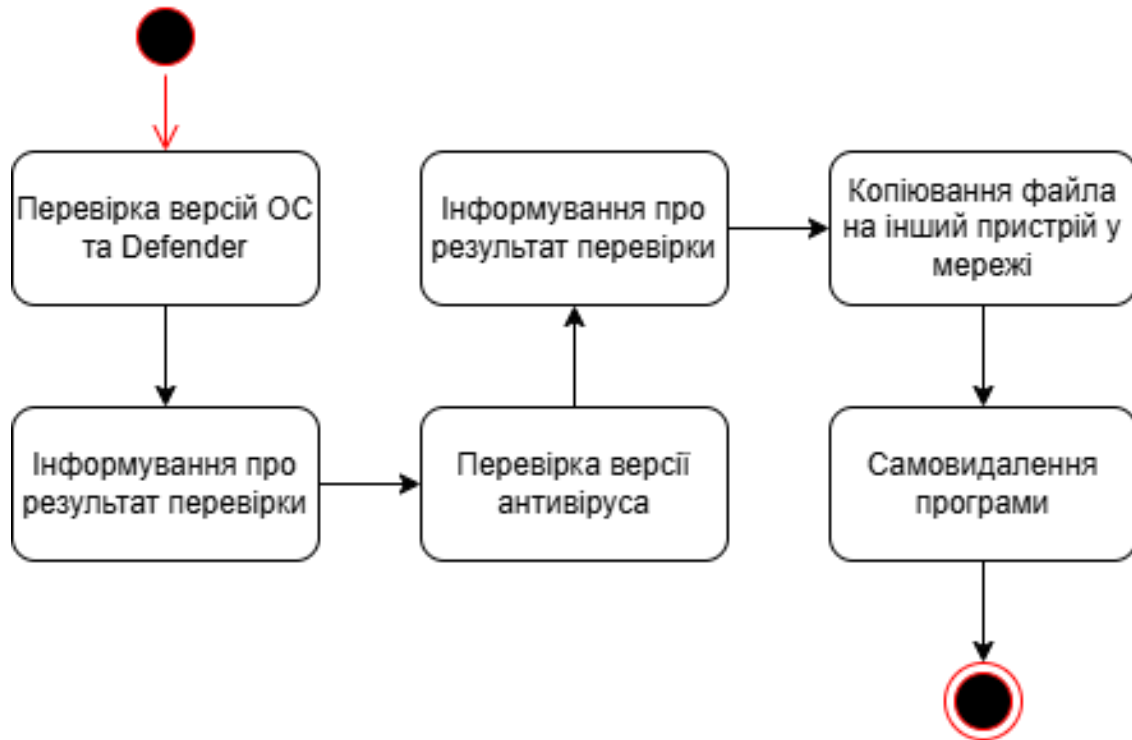 Перевірка версій ОС
та Defender
Інформування про
результат перевірки
Перевірка версії
антивіруса
Інформування про
результат перевірки
Копіювання файла
на інший пристрій у
мережі
Самовидалення
програми